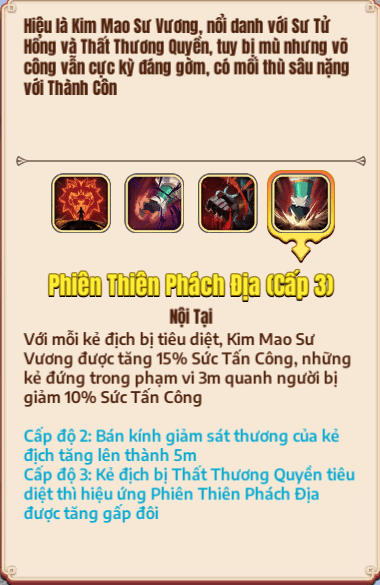 Hiệu là Kim Mao Sư Vương, nổi danh với Sư Tử
Hống và Thất Thương Quyền, tuy bị mù nhưng võ
công vẫn cực kỳ đáng gờm, có mối thù sâu nặng
với Thành Côn
Phiên Thiên Phách Địa (Cấp 3)
Nội Tại
Với mỗi kẻ địch bị tiêu diệt, Kim Mao Sư
Vương được tăng 15% Sức Tấn Công, những
kẻ đứng trong phạm vi 3m quanh người bị
giảm 10% Sức Tấn Công
Cấp độ 2: Bán kính giảm sát thương của kẻ
địch tăng lên thành 5m
Cấp độ 3: Kẻ địch bị Thất Thương Quyền tiêu
diệt thì hiệu ứng Phiên Thiên Phách Địa
được tăng gấp đôi